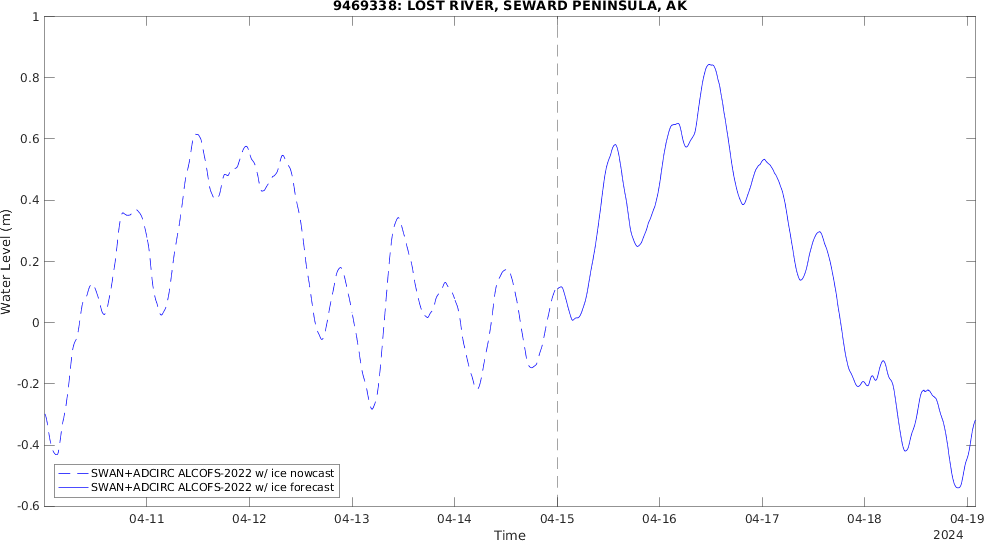 9469338: LOST RIVER, SEWARD PENINSULA, AK
1
0.8
0.6
0.4
0.2
0
-0.2
-0.4
-0.6
Water Level (m)
SWAN+ADCIRC ALCOFS-2022 w/ ice nowcast
SWAN+ADCIRC ALCOFS-2022 w/ ice forecast
04-11 04-12 04-13 04-14 04-15 04-16 04-17 04-18 04-19
Time
2024